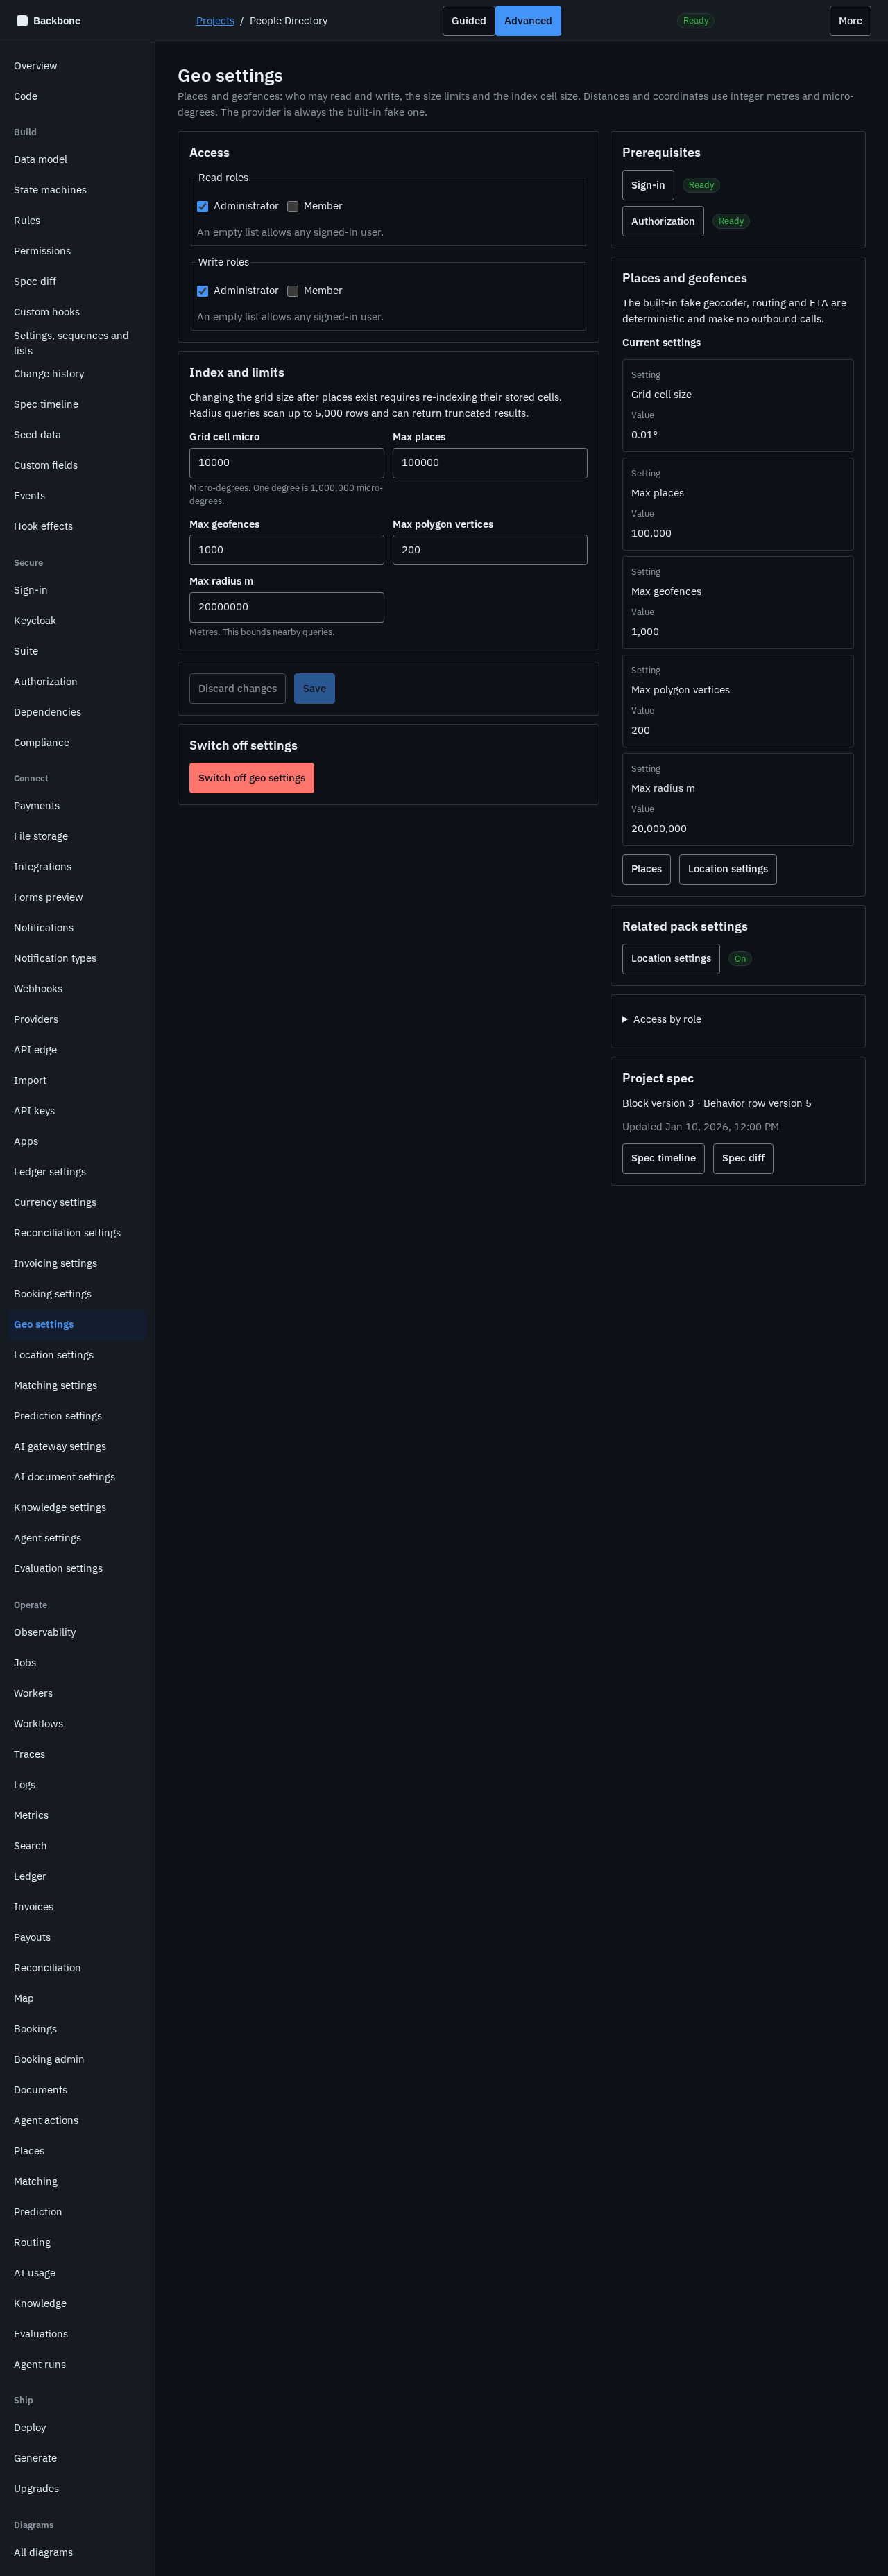 Backbone
Projects / People Directory
Guided
Advanced
Ready
More
Overview
Code
Build
Data model
State machines
Rules
Permissions
Spec diff
Custom hooks
Settings, sequences and
lists
Change history
Spec timeline
Seed data
Custom fields
Events
Hook effects
Secure
Sign-in
Keycloak
Suite
Authorization
Dependencies
Compliance
Connect
Payments
File storage
Integrations
Forms preview
Notifications
Notification types
Webhooks
Providers
API edge
Import
API keys
Apps
Ledger settings
Currency settings
Reconciliation settings
Invoicing settings
Booking settings
Geo settings
Location settings
Matching settings
Prediction settings
AI gateway settings
AI document settings
Knowledge settings
Agent settings
Evaluation settings
Operate
Observability
Jobs
Workers
Workflows
Traces
Logs
Metrics
Search
Ledger
Invoices
Payouts
Reconciliation
Map
Bookings
Booking admin
Documents
Agent actions
Places
Matching
Prediction
Routing
AI usage
Knowledge
Evaluations
Agent runs
Ship
Deploy
Generate
Upgrades
Diagrams
All diagrams
Geo settings
Places and geofences: who may read and write, the size limits and the index cell size. Distances and coordinates use integer metres and micro-
degrees. The provider is always the built-in fake one.
Access
Read roles
Administrator
Member
An empty list allows any signed-in user.
Write roles
Administrator
Member
An empty list allows any signed-in user.
Index and limits
Changing the grid size after places exist requires re-indexing their stored cells.
Radius queries scan up to 5,000 rows and can return truncated results.
Grid cell micro
10000
Micro-degrees. One degree is 1,000,000 micro-
degrees.
Max places
100000
Max geofences
1000
Max polygon vertices
200
Max radius m
20000000
Metres. This bounds nearby queries.
Discard changes
Save
Switch off settings
Switch off geo settings
Prerequisites
Sign-in
Ready
Authorization
Ready
Places and geofences
The built-in fake geocoder, routing and ETA are
deterministic and make no outbound calls.
Current settings
Setting
Grid cell size
Value
0.01°
Setting
Max places
Value
100,000
Setting
Max geofences
Value
1,000
Setting
Max polygon vertices
Value
200
Setting
Max radius m
Value
20,000,000
Places
Location settings
Related pack settings
Location settings
On
Access by role
Project spec
Block version 3 · Behavior row version 5
Updated Jan 10, 2026, 12:00 PM
Spec timeline
Spec diff